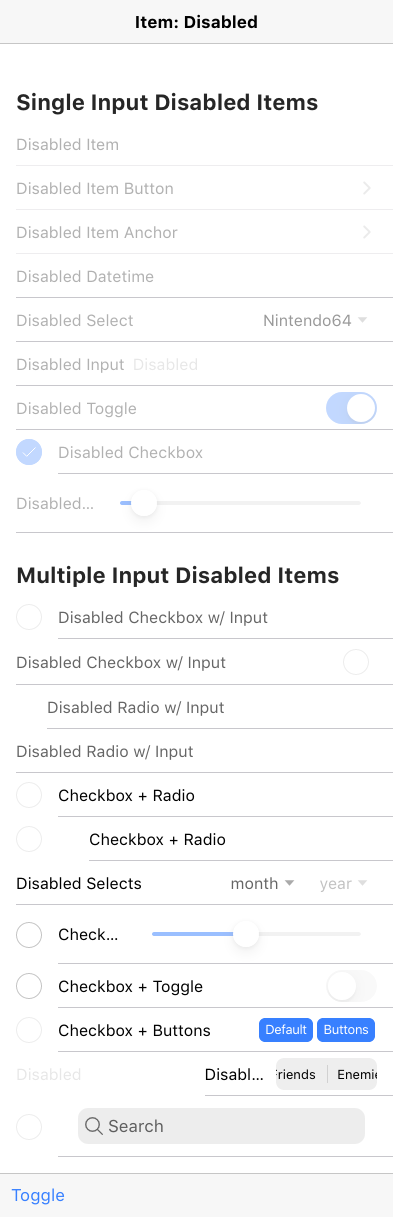 Item: Disabled
Single Input Disabled Items
Disabled Item
Disabled Item Button
Disabled Item Anchor
Disabled Datetime
Disabled Select Nintendo64
Disabled Input Disabled
Disabled Toggle
Disabled Checkbox
Disabled...
Multiple Input Disabled Items
Disabled Checkbox w/ Input
Disabled Checkbox w/ Input
Disabled Radio w/ Input
Disabled Radio w/ Input
Checkbox + Radio
Checkbox + Radio
Disabled Selects month year
Check...
Checkbox + Toggle
Checkbox + Buttons Default Buttons
Disabled Disabl... Friends Enemie
Search
Toggle